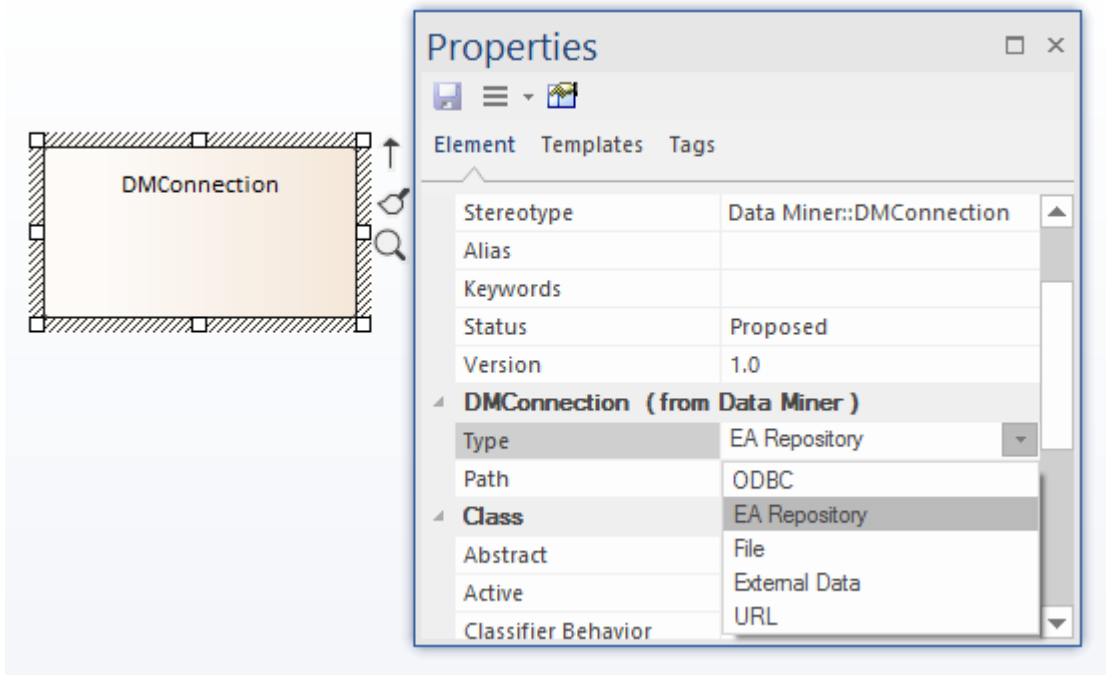 DMConnection
Properties
Element Templates Tags
Stereotype Data Miner::DMConnection
Alias
Keywords
Status Proposed
Version 1.0
DMConnection (from Data Miner )
Type EA Repository
Path
ODBC
EA Repository
File
External Data
URL
Class
Abstract
Active
Classifier Behavior